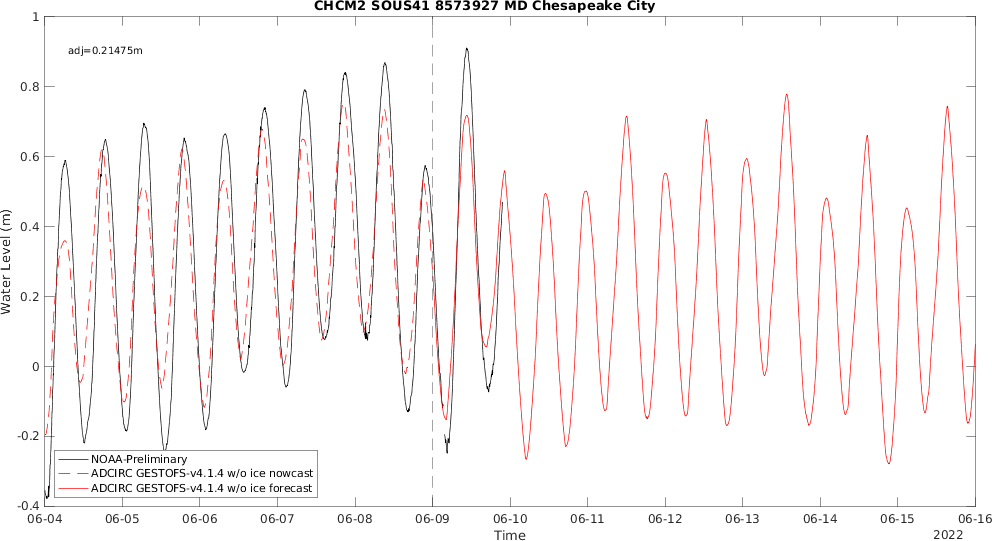 CHCM2 SOUS41 8573927 MD Chesapeake City
adj=0.21475m
1
0.8
0.6
0.4
0.2
0
-0.2
-0.4
Water Level (m)
NOAA-Preliminary
ADCIRC GESTOFS-v4.1.4 w/o ice nowcast
ADCIRC GESTOFS-v4.1.4 w/o ice forecast
06-04 06-05 06-06 06-07 06-08 06-09 06-10 06-11 06-12 06-13 06-14 06-15 06-16
Time
2022